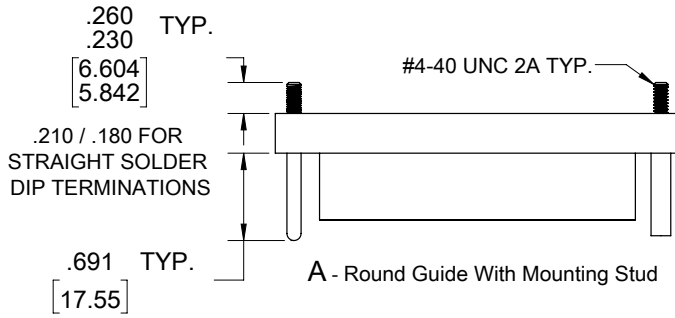 .260
.230 TYP.
[6.604]
[5.842]
#4-40 UNC 2A TYP.
.210 / .180 FOR
STRAIGHT SOLDER
DIP TERMINATIONS
.691 TYP.
[17.55]
A - Round Guide With Mounting Stud